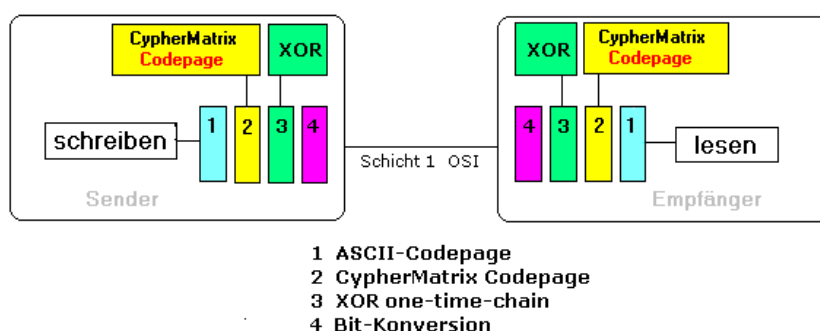 CypherMatrix
Codepage
XOR
1
2
3
4
schreiben
Sender
XOR
CypherMatrix
Codepage
4
3
2
1
lesen
Empfänger
Schicht 1 OSI
1 ASCII-Codepage
2 CypherMatrix Codepage
3 XOR one-time-chain
4 Bit-Konversion